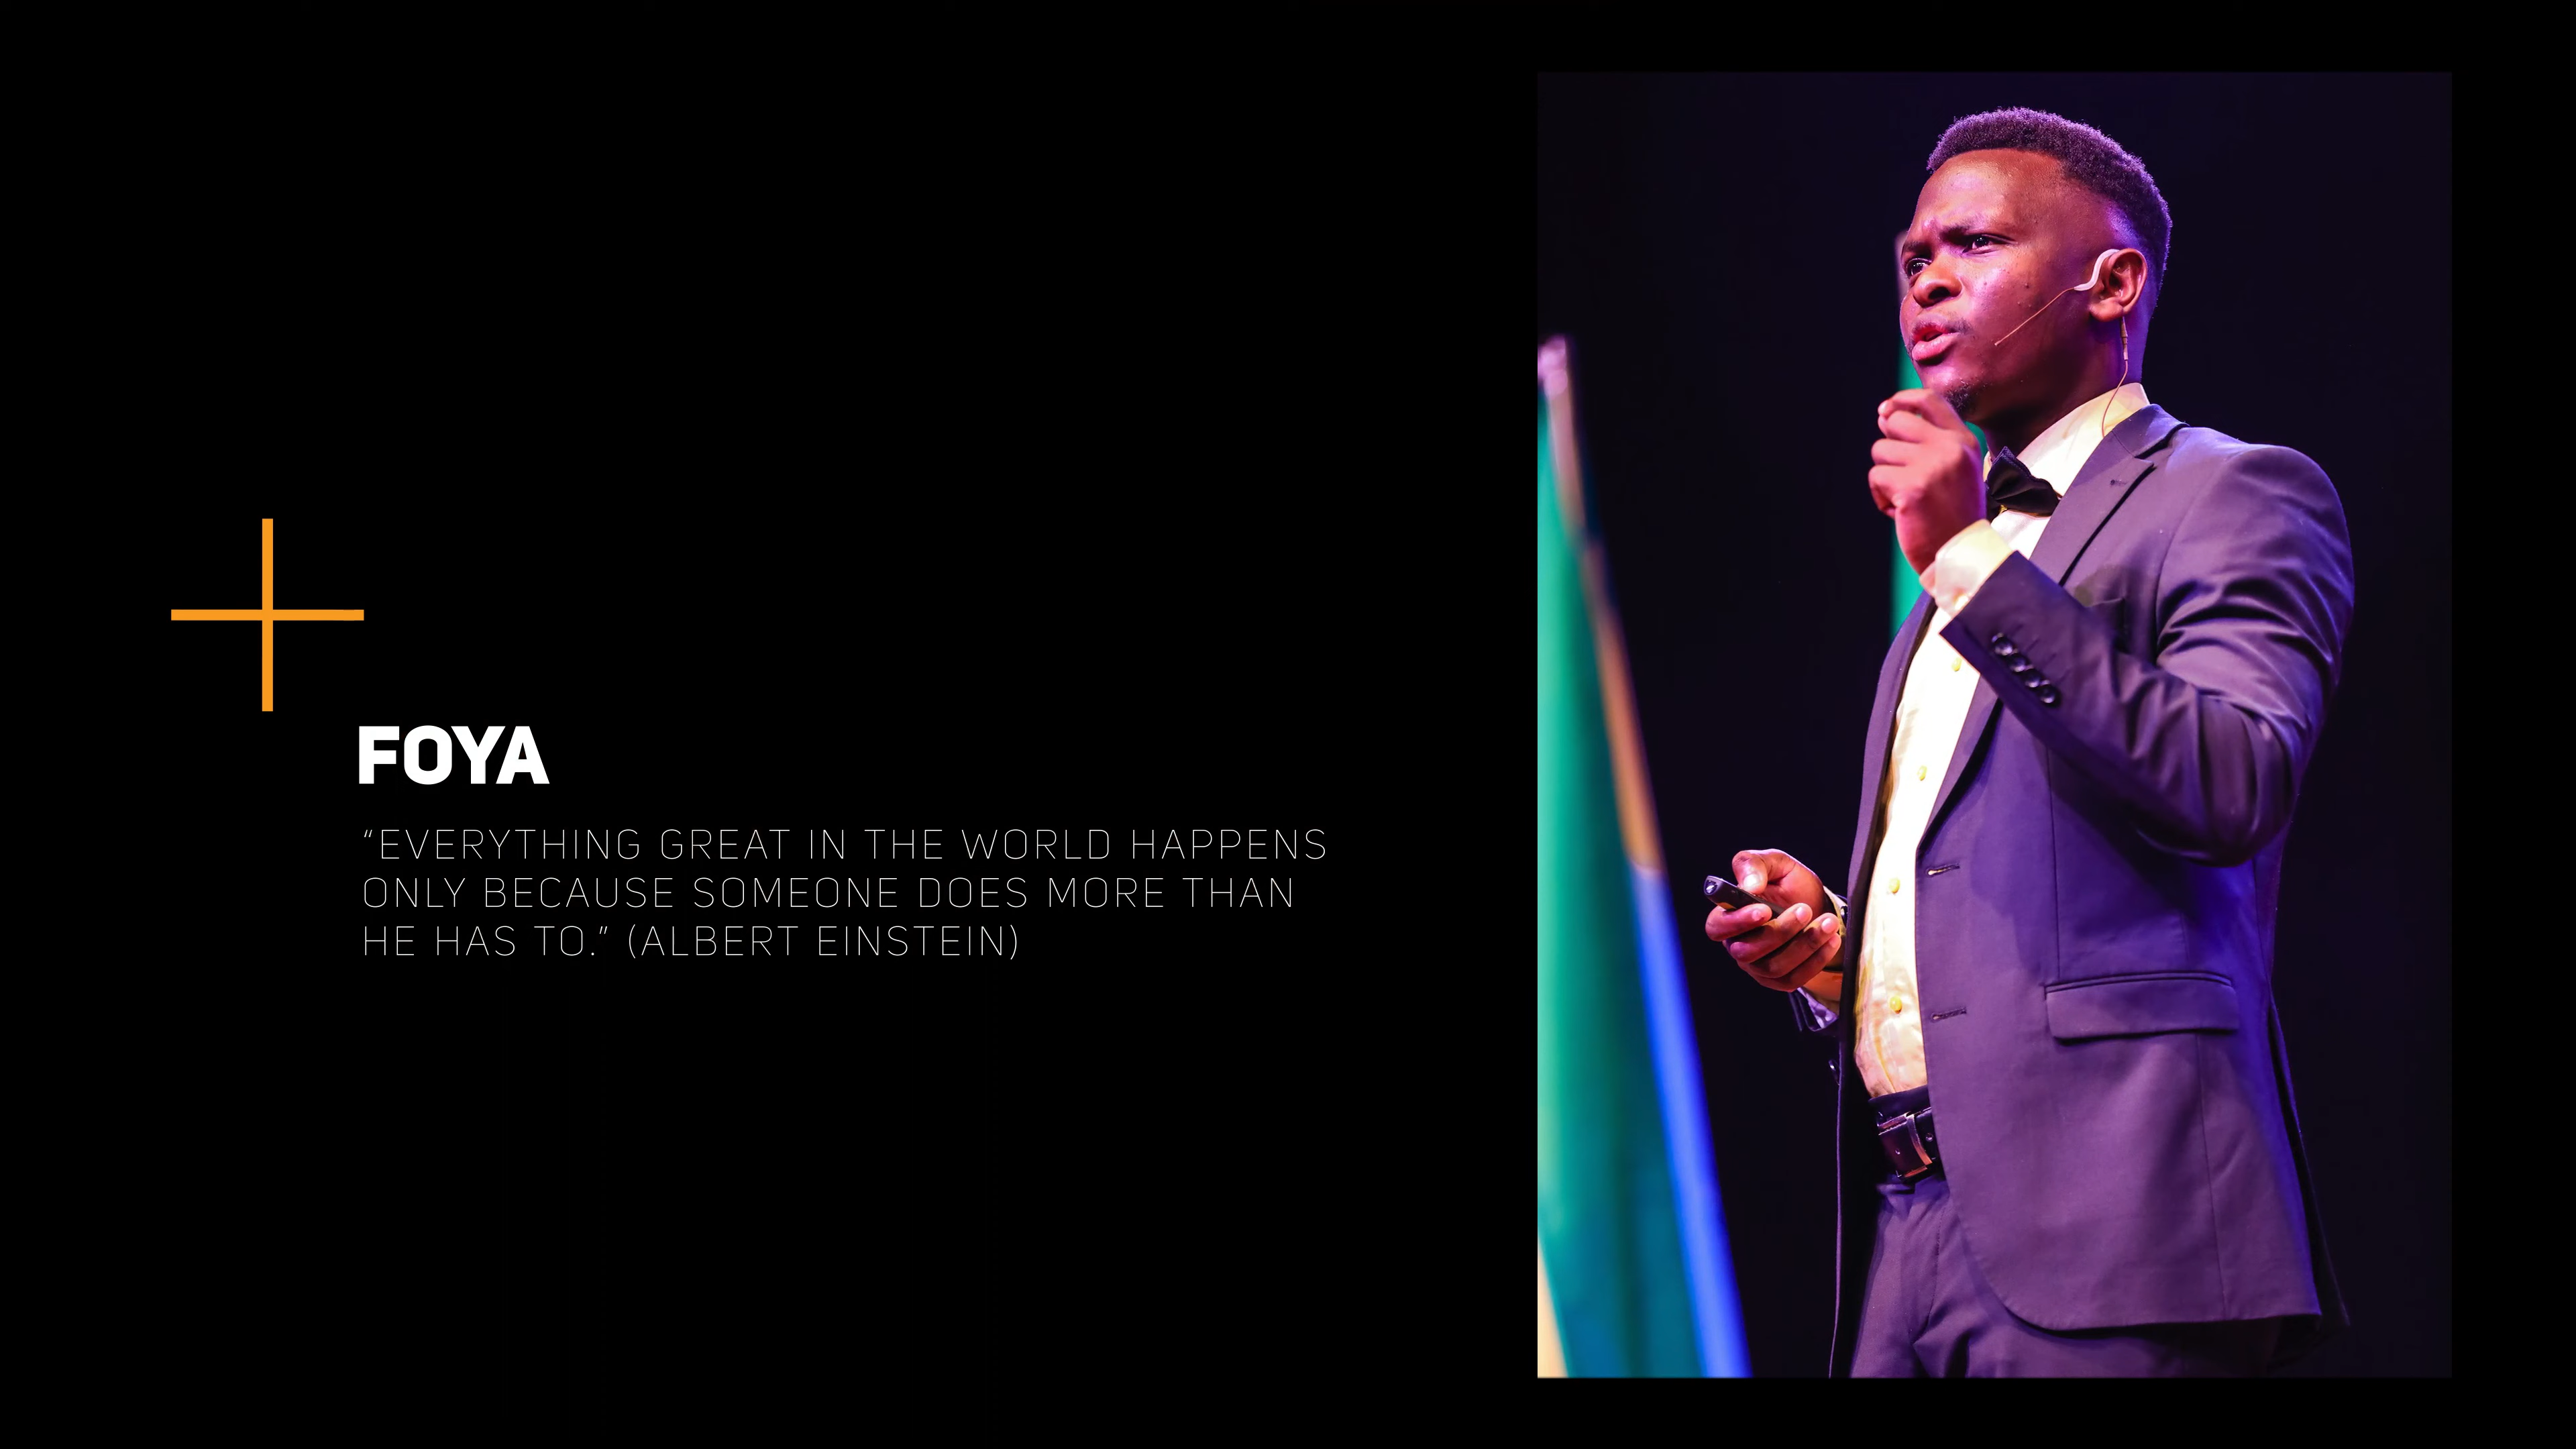 FOYA
“EVERYTHING GREAT IN THE WORLD HAPPENS
ONLY BECAUSE SOMEONE DOES MORE THAN
HE HAS TO.” (ALBERT EINSTEIN)